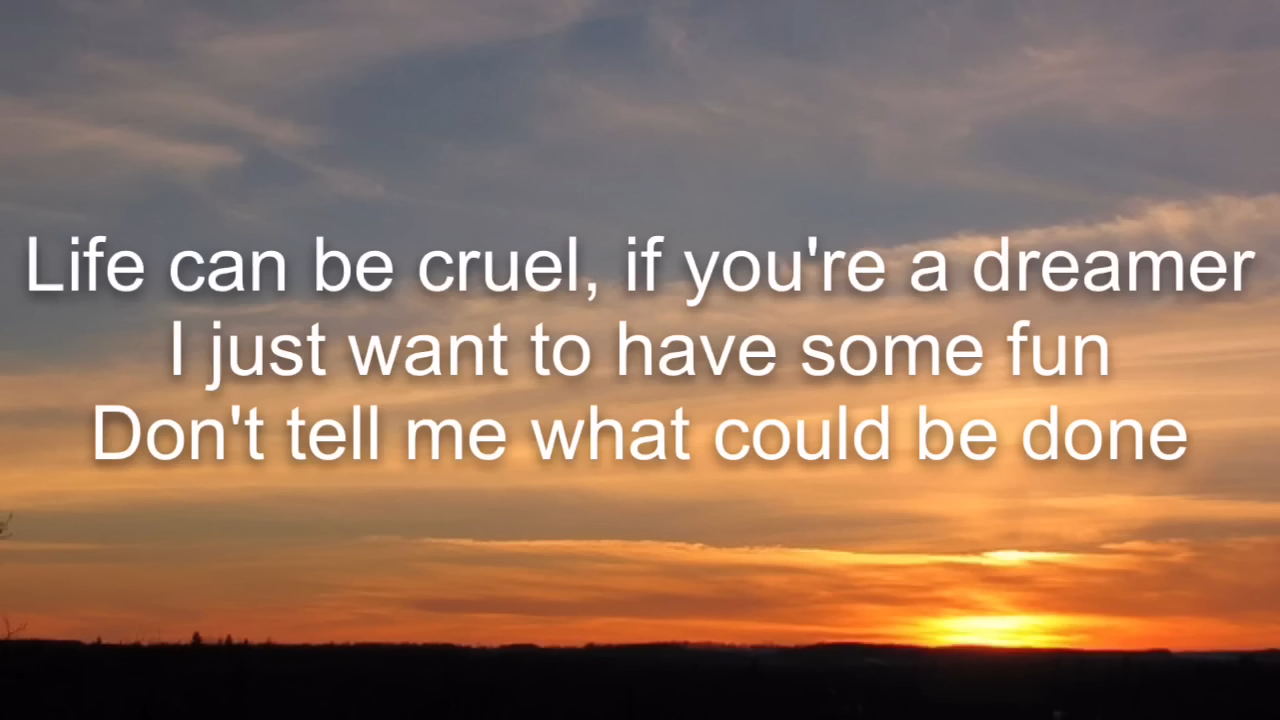 Life can be cruel, if you're a dreamer
I just want to have some fun
Don't tell me what could be done